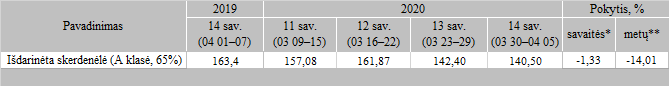 Pavadinimas 2019 2020 Pokytis, %
14 sav. (04 01–07) 11 sav. (03 09–15) 12 sav. (03 16–22) 13 sav. (03 23–29) 14 sav. (03 30–04 05) savaitės* metų**
Išdarinėta skerdenėlė (A klasė, 65%) 163,4 157,08 161,87 142,40 140,50 -1,33 -14,01